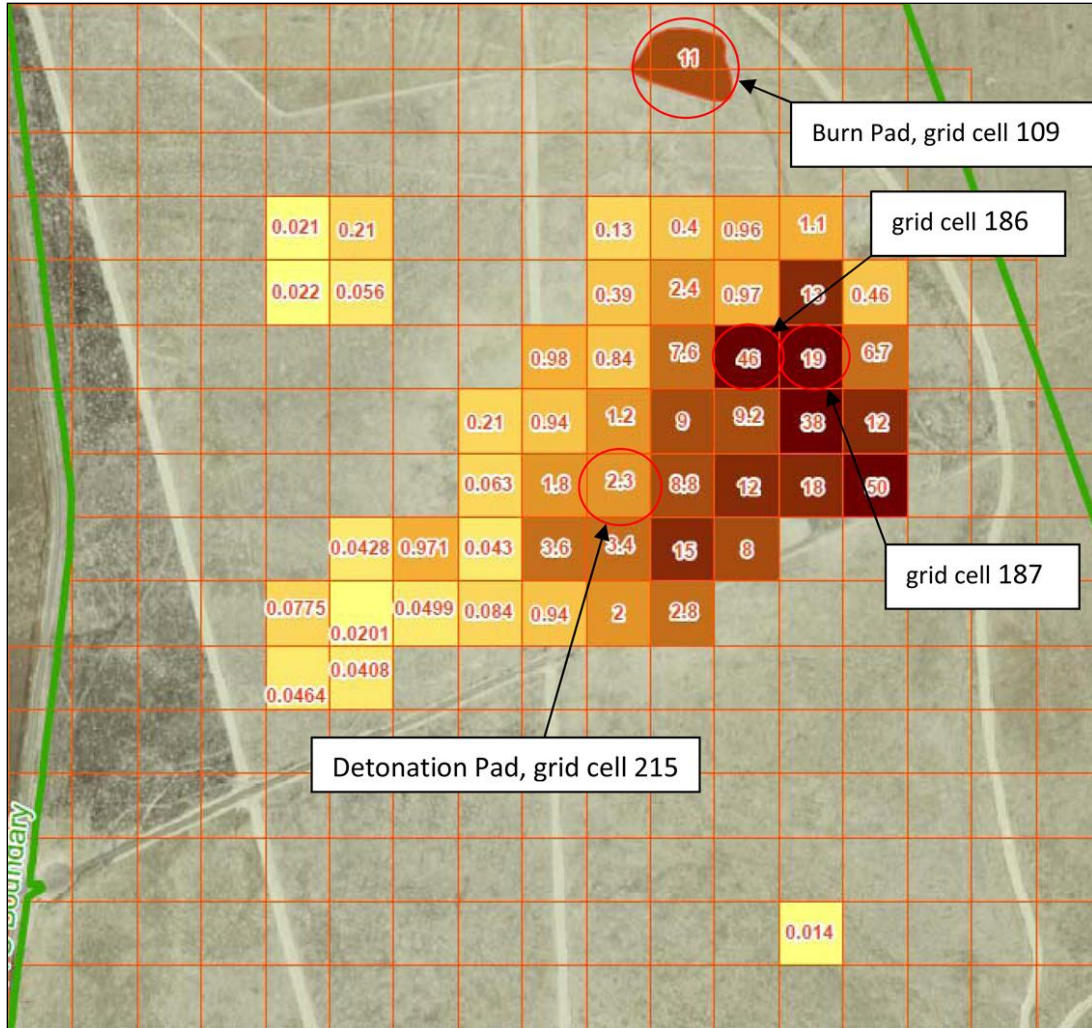 11
Burn Pad, grid cell 109
0.021 0.21 0.13 0.4 0.96 1.1
grid cell 186
0.022 0.056 0.39 2.4 0.97 13 0.46
0.98 0.84 7.6 46 19 6.7
0.21 0.94 1.2 9 9.2 38 12
0.063 1.8 2.3 8.8 12 18 50
0.0428 0.971 0.043 3.6 3.4 15 8
grid cell 187
0.0775 0.0201 0.0499 0.084 0.94 2 2.8
0.0464 0.0408
Detonation Pad, grid cell 215
Boundary
0.014